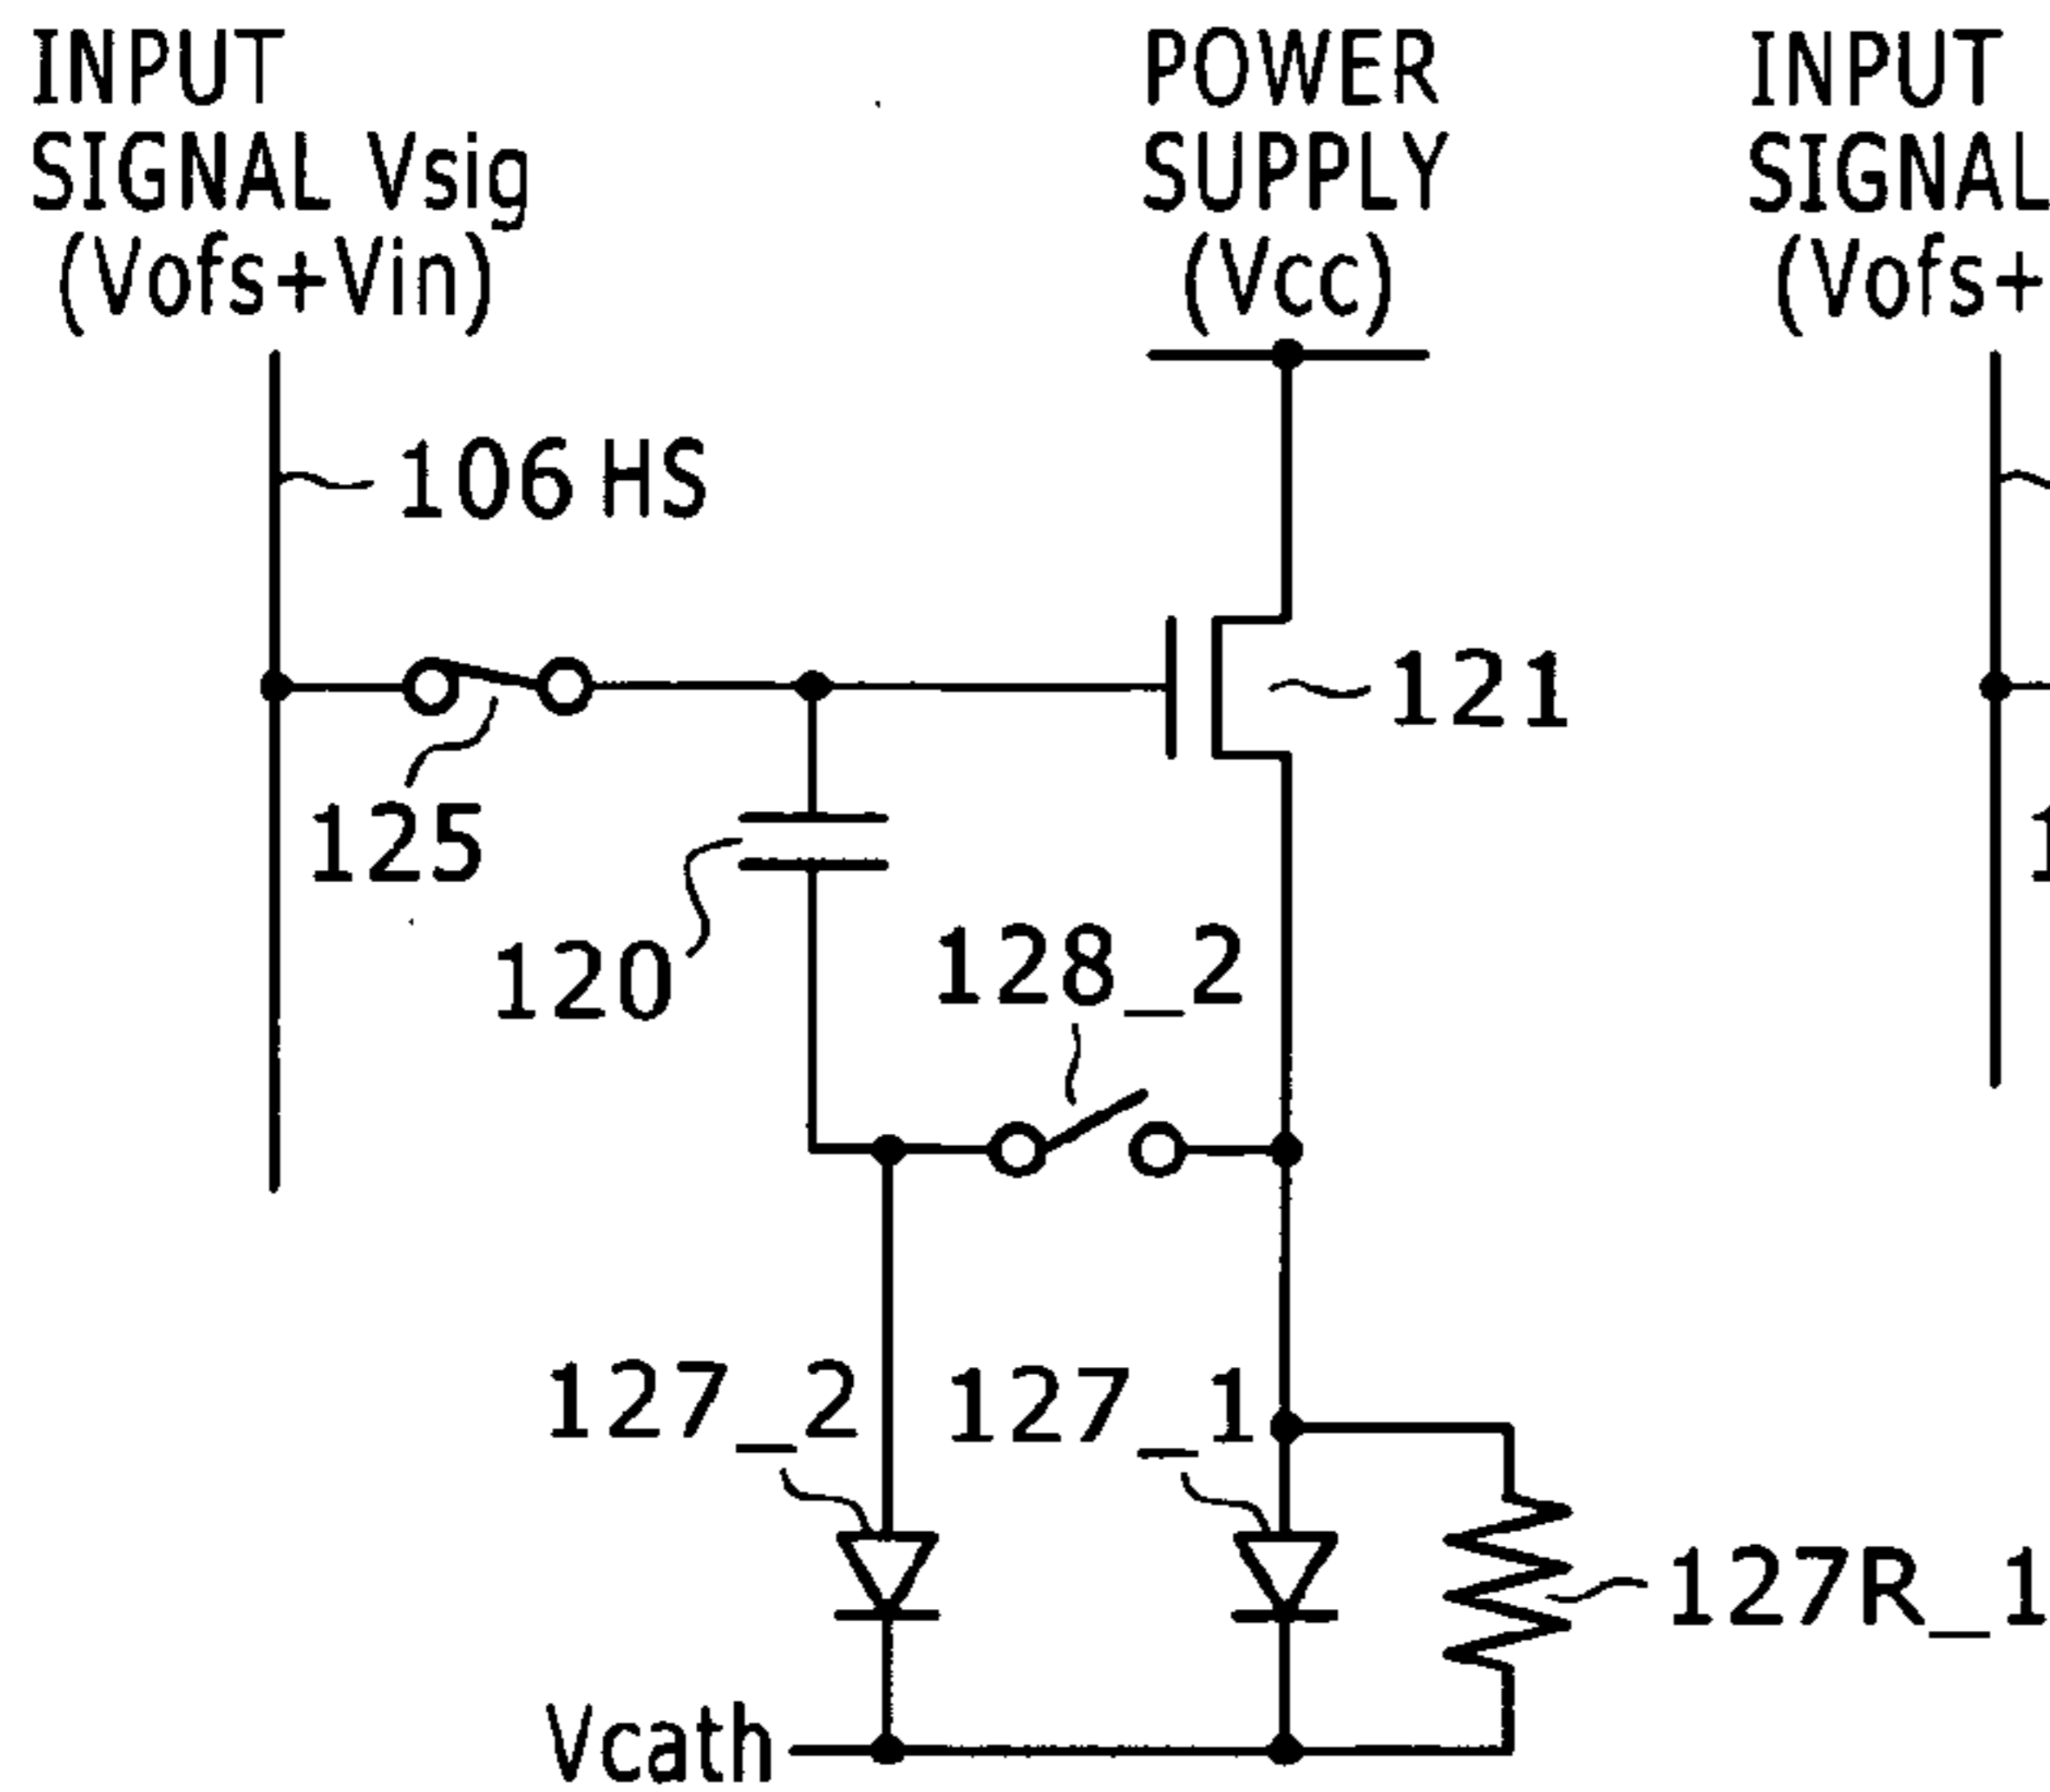 INPUT
SIGNAL Vsig
(Vofs+Vin)
POWER
SUPPLY
(Vcc)
INPUT
SIGNAL
(Vofs+
106 HS
121
125
120
128_2
127_2
127_1
127R_1
Vcath